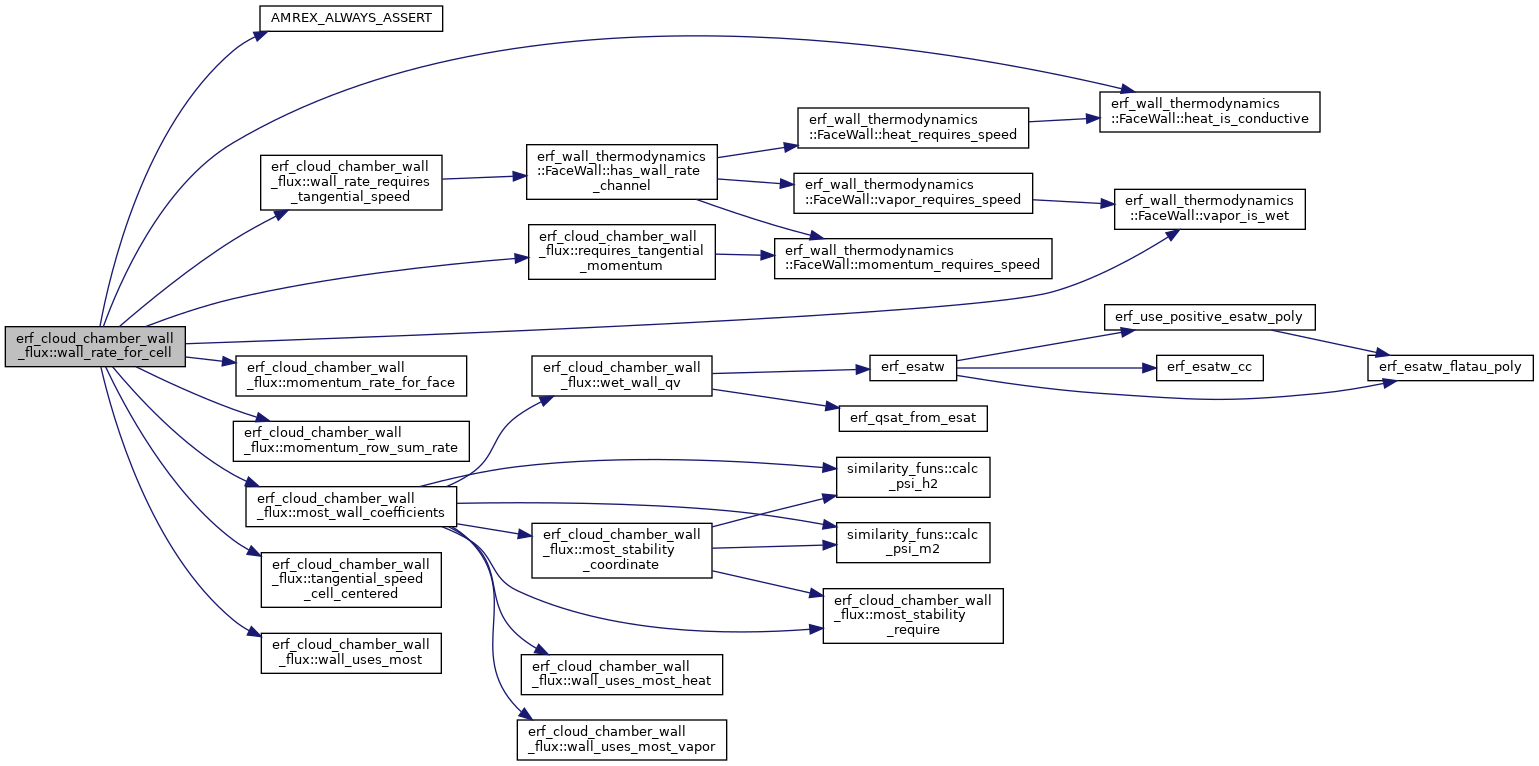 AMREX_ALWAYS_ASSERT
erf_wall_thermodynamics
::FaceWall::heat_is_conductive
erf_wall_thermodynamics
::FaceWall::heat_requires_speed
erf_cloud_chamber_wall
_flux::wall_rate_requires
_tangential_speed
erf_wall_thermodynamics
::FaceWall::has_wall_rate
_channel
erf_wall_thermodynamics
::FaceWall::vapor_requires_speed
erf_wall_thermodynamics
::FaceWall::vapor_is_wet
erf_cloud_chamber_wall
_flux::requires_tangential
_momentum
erf_wall_thermodynamics
::FaceWall::momentum_requires_speed
erf_cloud_chamber_wall
_flux::wall_rate_for_cell
erf_use_positive_esatw_poly
erf_cloud_chamber_wall
_flux::momentum_rate_for_face
erf_cloud_chamber_wall
_flux::wet_wall_qv
erf_esatw
erf_esatw_cc
erf_esatw_flatau_poly
erf_qsat_from_esat
erf_cloud_chamber_wall
_flux::momentum_row_sum_rate
similarity_funs::calc
_psi_h2
erf_cloud_chamber_wall
_flux::most_wall_coefficients
erf_cloud_chamber_wall
_flux::most_stability
_coordinate
similarity_funs::calc
_psi_m2
erf_cloud_chamber_wall
_flux::tangential_speed
_cell_centered
erf_cloud_chamber_wall
_flux::most_stability
_require
erf_cloud_chamber_wall
_flux::wall_uses_most
erf_cloud_chamber_wall
_flux::wall_uses_most_heat
erf_cloud_chamber_wall
_flux::wall_uses_most_vapor